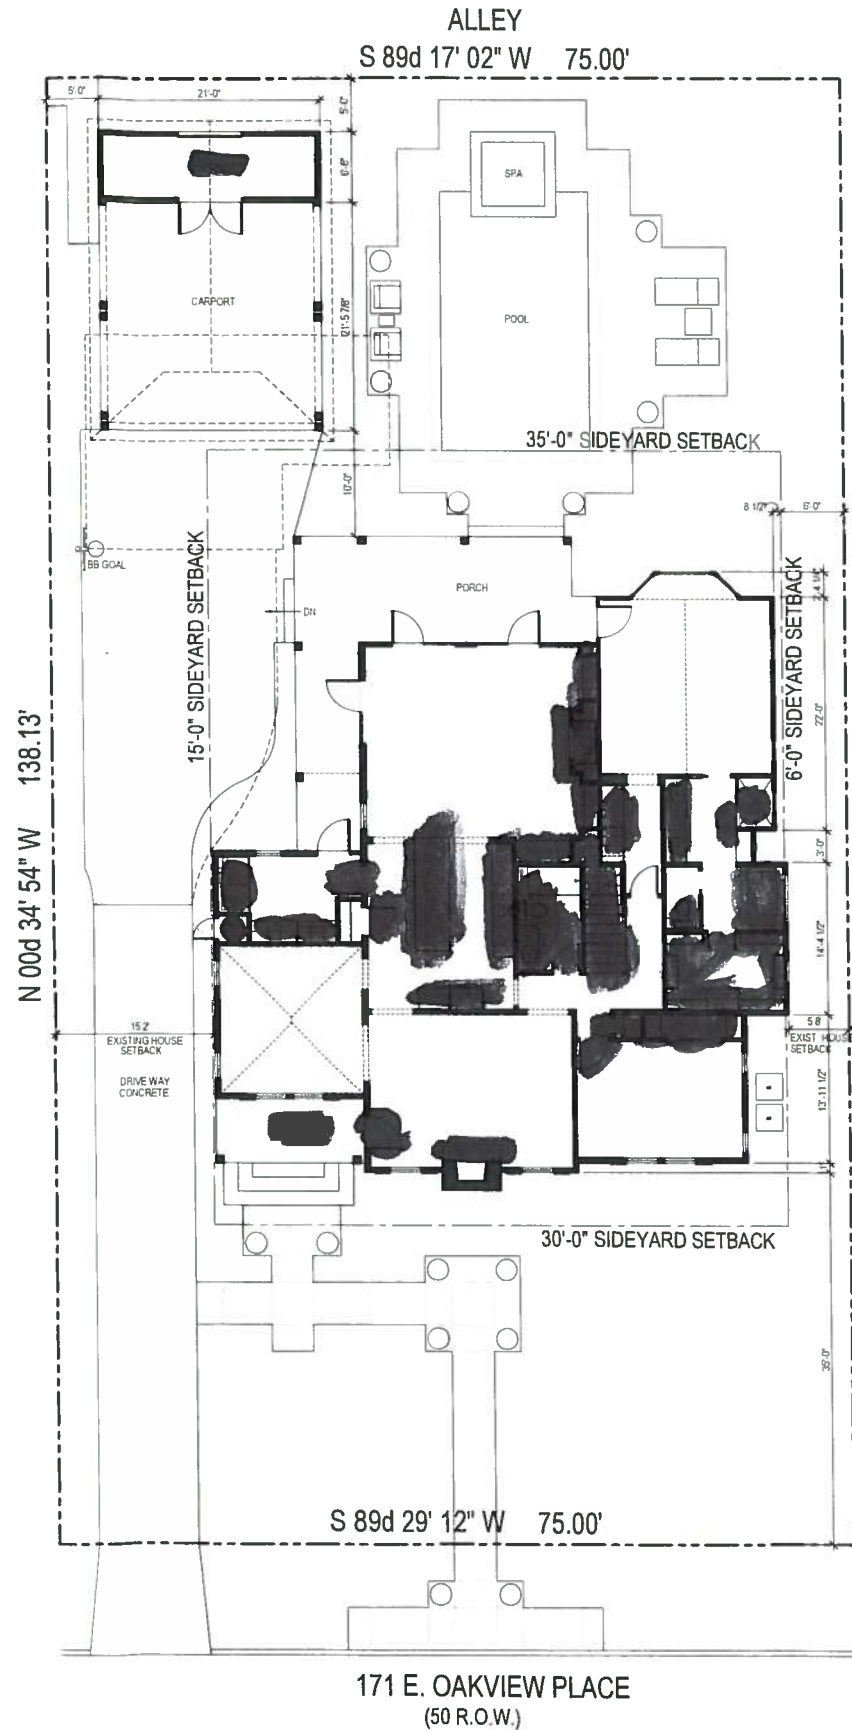 ALLEY
S 89d 17' 02" W 75.00'
5'-0"
21'-0"
5'-0"
6'-8"
SPA
CARPORT
21'-5 7/8"
POOL
35'-0" SIDEYARD SETBACK
10'-0"
8 1/2"
6'-0"
BB GOAL
15'-0" SIDEYARD SETBACK
DN
PORCH
6'-0" SIDEYARD SETBACK
22'-0"
N 00d 34' 54" W 138.13'
3'-0"
14'-4 1/2"
15.2'
EXISTING HOUSE
SETBACK
DRIVEWAY
CONCRETE
5.8'
EXIST HOUSE
SETBACK
13'-11 1/2"
30'-0" SIDEYARD SETBACK
35'-0"
S 89d 29' 12" W 75.00'
171 E. OAKVIEW PLACE
(50 R.O.W.)